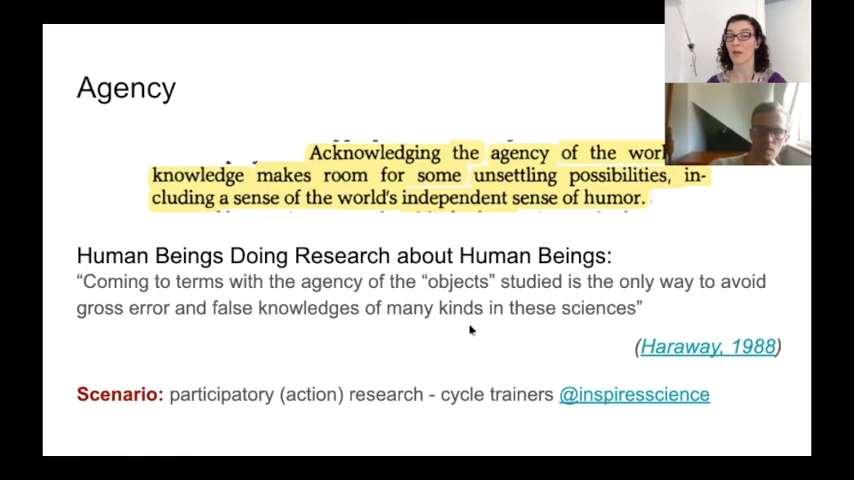 Agency
Acknowledging the agency of the
knowledge makes room for some unsettling possibilities, in-
cluding a sense of the world's independent sense of humor.
Human Beings Doing Research about Human Beings:
“Coming to terms with the agency of the “objects” studied is the only way to avoid
gross error and false knowledges of many kinds in these sciences”
(Haraway, 1988)
Scenario: participatory (action) research - cycle trainers @inspiresscience